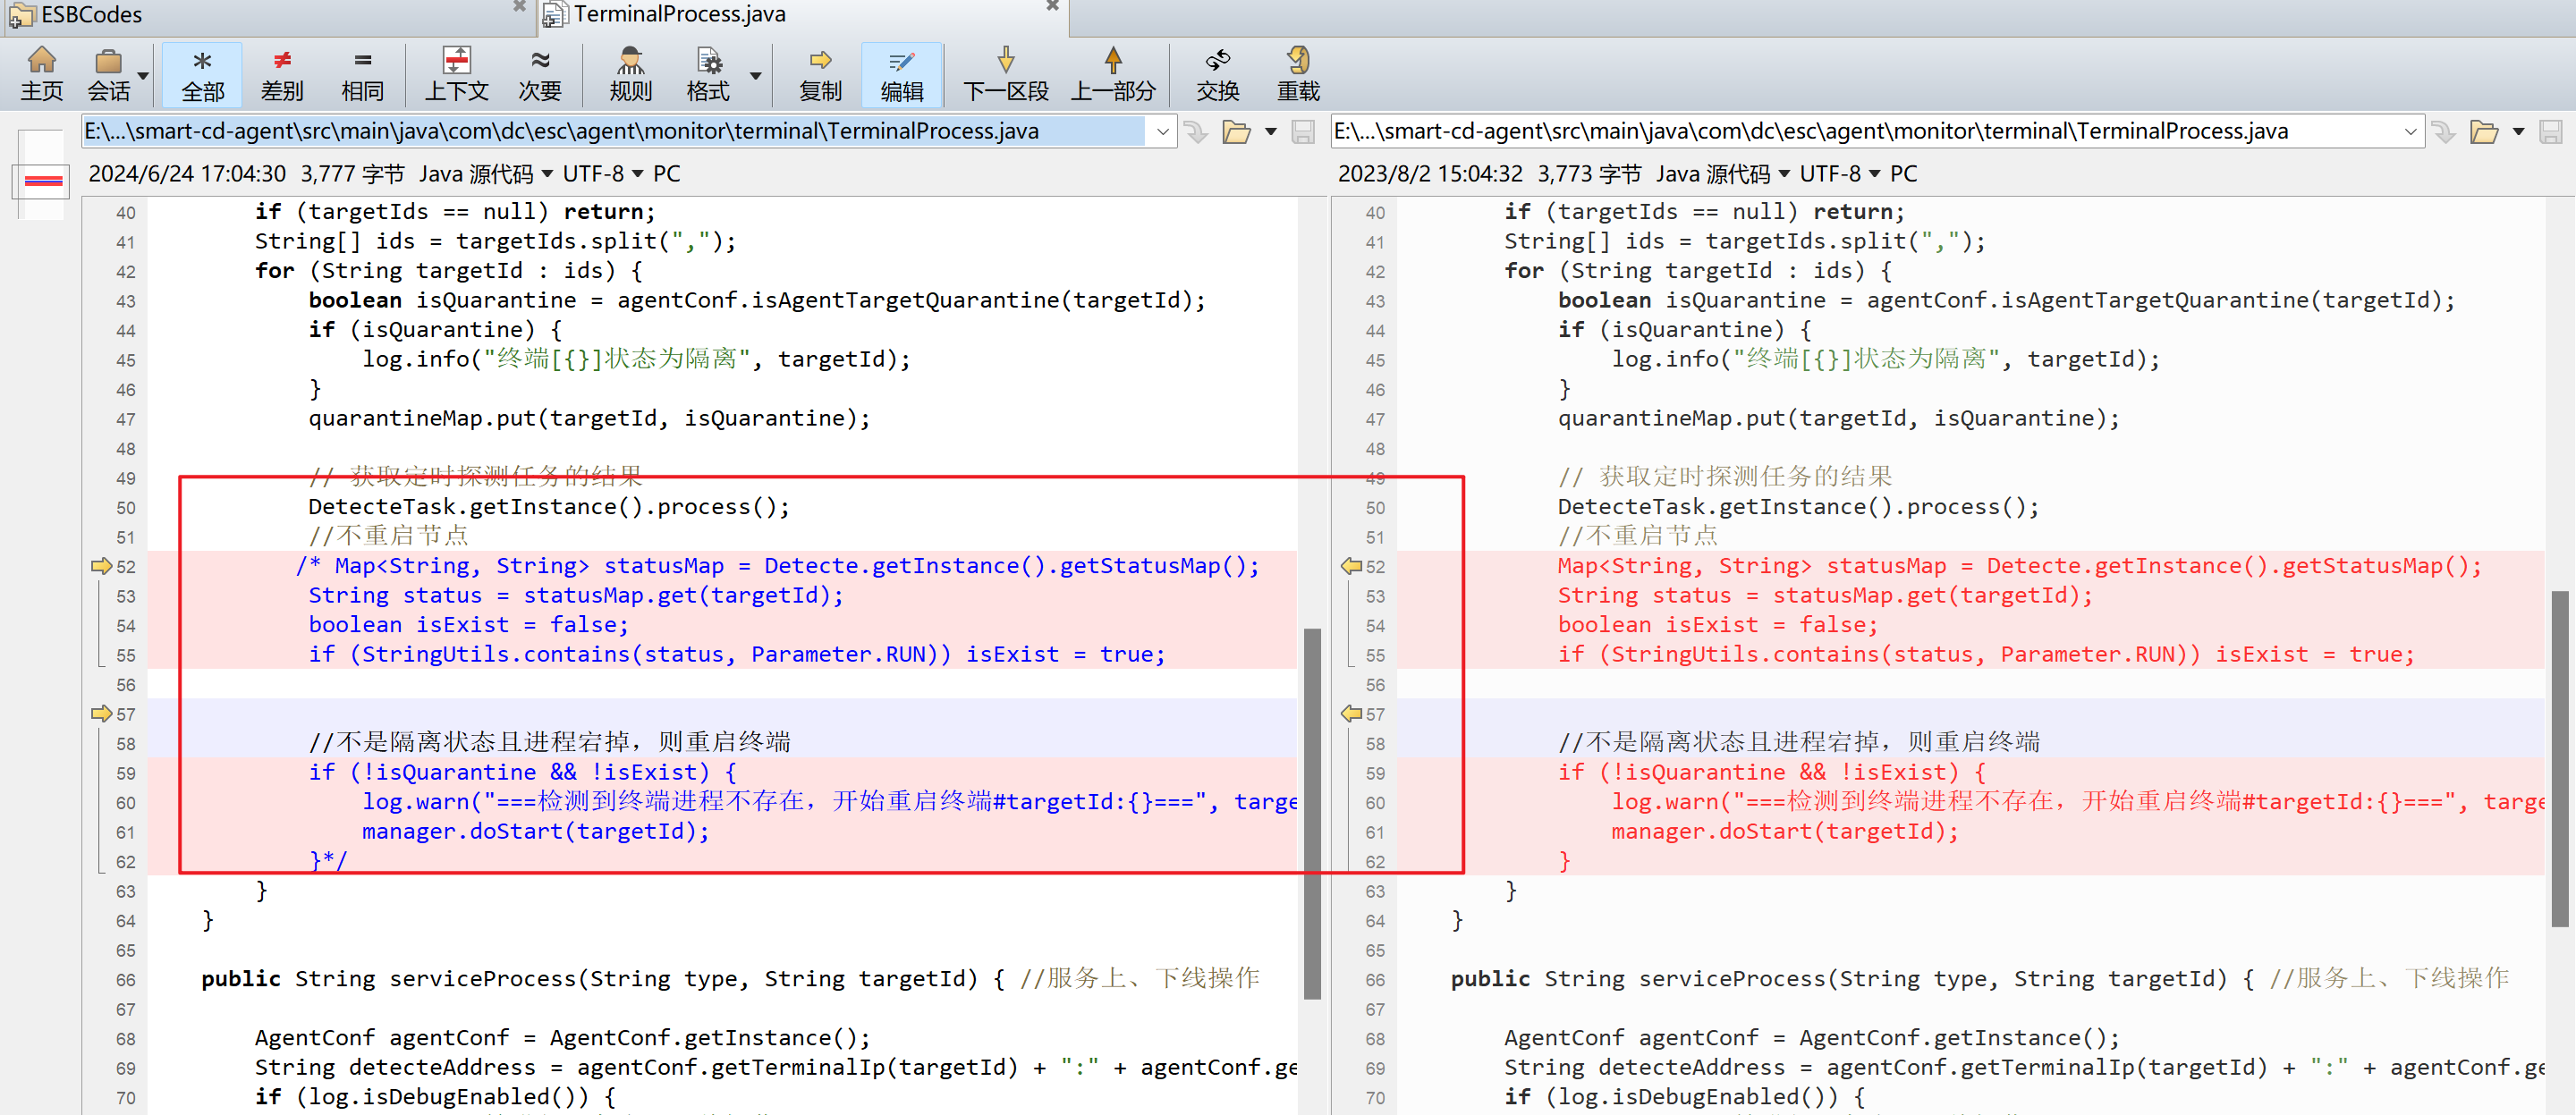 ESBCodes
TerminalProcess.java
主页 会话 全部 差别 相同 上下文 次要 规则 格式 复制 编辑 下一区段 上一部分 交换 重载
E:\...\smart-cd-agent\src\main\java\com\dc\esc\agent\monitor\terminal\TerminalProcess.java
2024/6/24 17:04:30 3,777 字节 Java 源代码 UTF-8 PC
40 if (targetIds == null) return;
41 String[] ids = targetIds.split(",");
42 for (String targetId : ids) {
43 boolean isQuarantine = agentConf.isAgentTargetQuarantine(targetId);
44 if (isQuarantine) {
45 log.info("终端[{}]状态为隔离", targetId);
46 }
47 quarantineMap.put(targetId, isQuarantine);
48
49 // 获取定时探测任务的结果
50 DetecteTask.getInstance().process();
51 //不重启节点
52 /* Map<String, String> statusMap = Detecte.getInstance().getStatusMap();
53 String status = statusMap.get(targetId);
54 boolean isExist = false;
55 if (StringUtils.contains(status, Parameter.RUN)) isExist = true;
56
57
58 //不是隔离状态且进程宕掉，则重启终端
59 if (!isQuarantine && !isExist) {
60 log.warn("===检测到终端进程不存在，开始重启终端#targetId:{}===", targe
61 manager.doStart(targetId);
62 }*/
63 }
64 }
65
66 public String serviceProcess(String type, String targetId) { //服务上、下线操作
67
68 AgentConf agentConf = AgentConf.getInstance();
69 String detecteAddress = agentConf.getTerminalIp(targetId) + ":" + agentConf.ge
70 if (log.isDebugEnabled()) {
E:\...\smart-cd-agent\src\main\java\com\dc\esc\agent\monitor\terminal\TerminalProcess.java
2023/8/2 15:04:32 3,773 字节 Java 源代码 UTF-8 PC
40 if (targetIds == null) return;
41 String[] ids = targetIds.split(",");
42 for (String targetId : ids) {
43 boolean isQuarantine = agentConf.isAgentTargetQuarantine(targetId);
44 if (isQuarantine) {
45 log.info("终端[{}]状态为隔离", targetId);
46 }
47 quarantineMap.put(targetId, isQuarantine);
48
49 // 获取定时探测任务的结果
50 DetecteTask.getInstance().process();
51 //不重启节点
52 Map<String, String> statusMap = Detecte.getInstance().getStatusMap();
53 String status = statusMap.get(targetId);
54 boolean isExist = false;
55 if (StringUtils.contains(status, Parameter.RUN)) isExist = true;
56
57
58 //不是隔离状态且进程宕掉，则重启终端
59 if (!isQuarantine && !isExist) {
60 log.warn("===检测到终端进程不存在，开始重启终端#targetId:{}===", targe
61 manager.doStart(targetId);
62 }
63 }
64 }
65
66 public String serviceProcess(String type, String targetId) { //服务上、下线操作
67
68 AgentConf agentConf = AgentConf.getInstance();
69 String detecteAddress = agentConf.getTerminalIp(targetId) + ":" + agentConf.ge
70 if (log.isDebugEnabled()) {